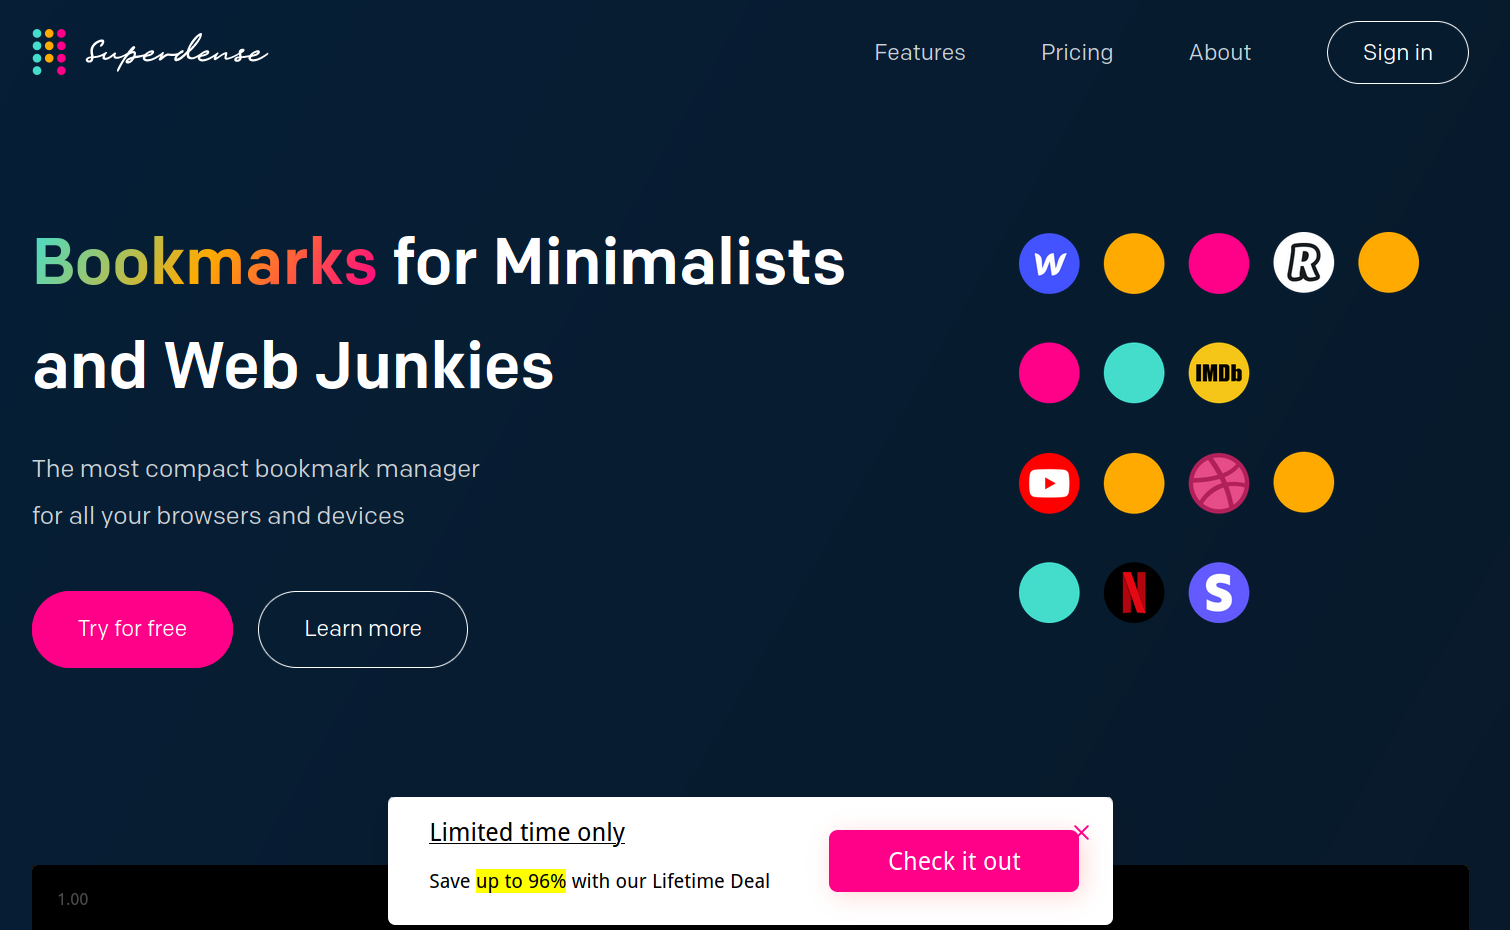 Superdense
Features
Pricing
About
Sign in
Bookmarks for Minimalists
and Web Junkies
W
R
IMDb
N
S
The most compact bookmark manager
for all your browsers and devices
Try for free
Learn more
Limited time only
Save up to 96% with our Lifetime Deal
Check it out
1.00